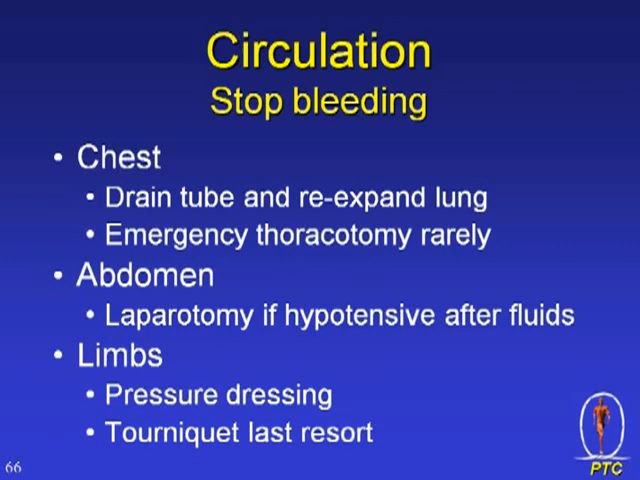 Circulation
Stop bleeding
• Chest
• Drain tube and re-expand lung
• Emergency thoracotomy rarely
• Abdomen
• Laparotomy if hypotensive after fluids
• Limbs
• Pressure dressing
• Tourniquet last resort
66
PTC